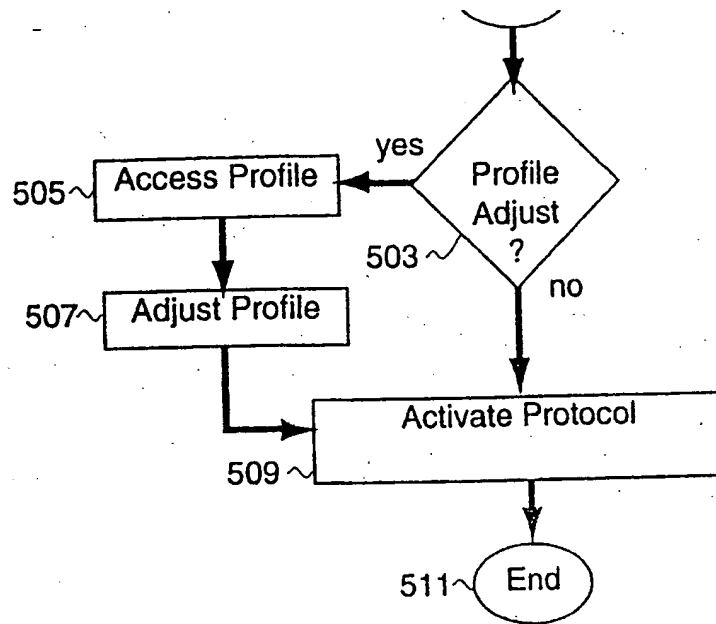 yes
Access Profile
505
Profile
Adjust
?
503
no
Adjust Profile
507
Activate Protocol
509
End
511